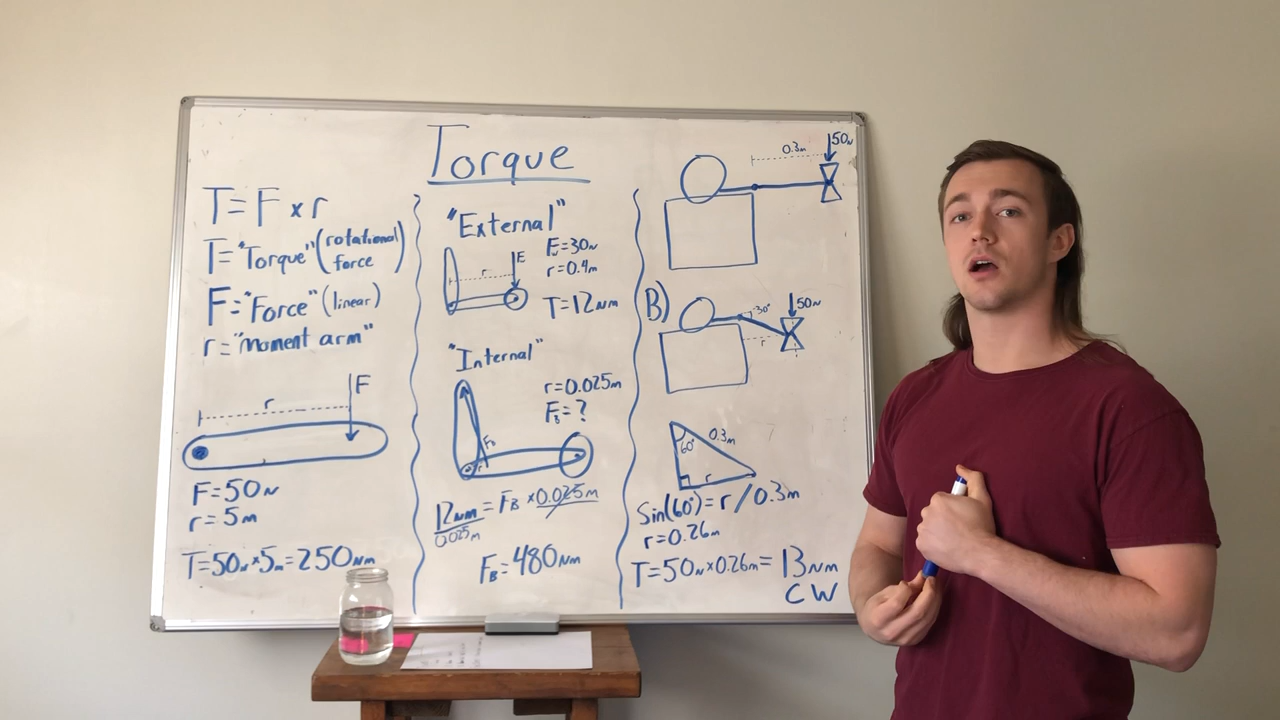 Torque
T=F×r
T="Torque"(rotational force)
F="Force"(linear)
r="Moment arm"
r
F
F=50N
r=5m
T=50N×5m=250Nm
"External"
r
F
F=30N
r=0.4m
T=12Nm
"Internal"
r=0.025m
FB=?
FB
r
12Nm=FB×0.025m
0.025m
FB=480Nm
0.3m
50N
B)
30°
50N
r
60°
0.3m
r
Sin(60°)=r/0.3m
r=0.26m
T=50N×0.26m=13Nm
CW